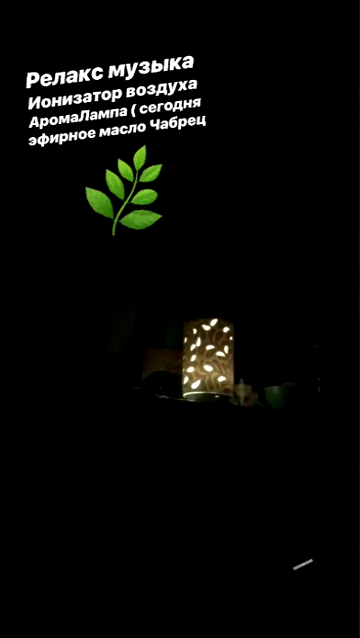 Релакс музыка
Ионизатор воздуха
АромаЛампа ( сегодня
эфирное масло Чабрец